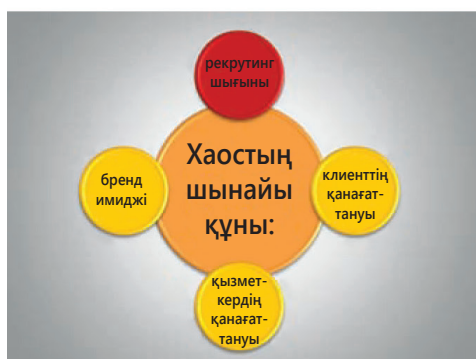 рекрутинг
шығыны
Хаостың
шынайы
құны:
бренд
имиджі
клиенттің
қанағат-
тануы
қызмет-
кердің
қанағат-
тануы